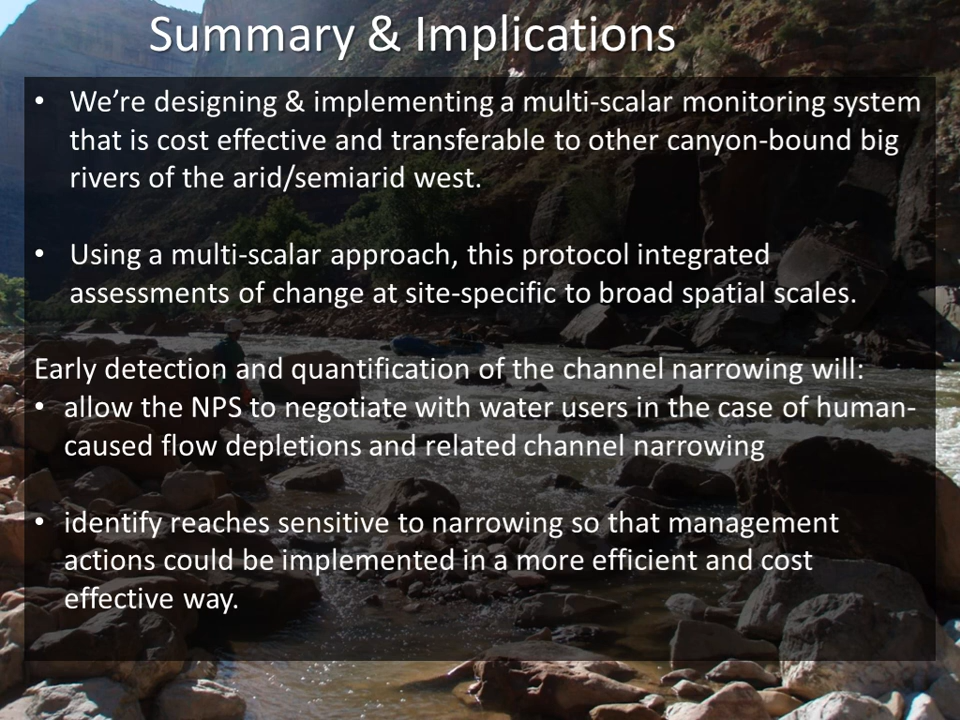 Summary & Implications
• We’re designing & implementing a multi-scalar monitoring system
that is cost effective and transferable to other canyon-bound big
rivers of the arid/semiarid west.
• Using a multi-scalar approach, this protocol integrated
assessments of change at site-specific to broad spatial scales.
Early detection and quantification of the channel narrowing will:
• allow the NPS to negotiate with water users in the case of human-
caused flow depletions and related channel narrowing
• identify reaches sensitive to narrowing so that management
actions could be implemented in a more efficient and cost
effective way.